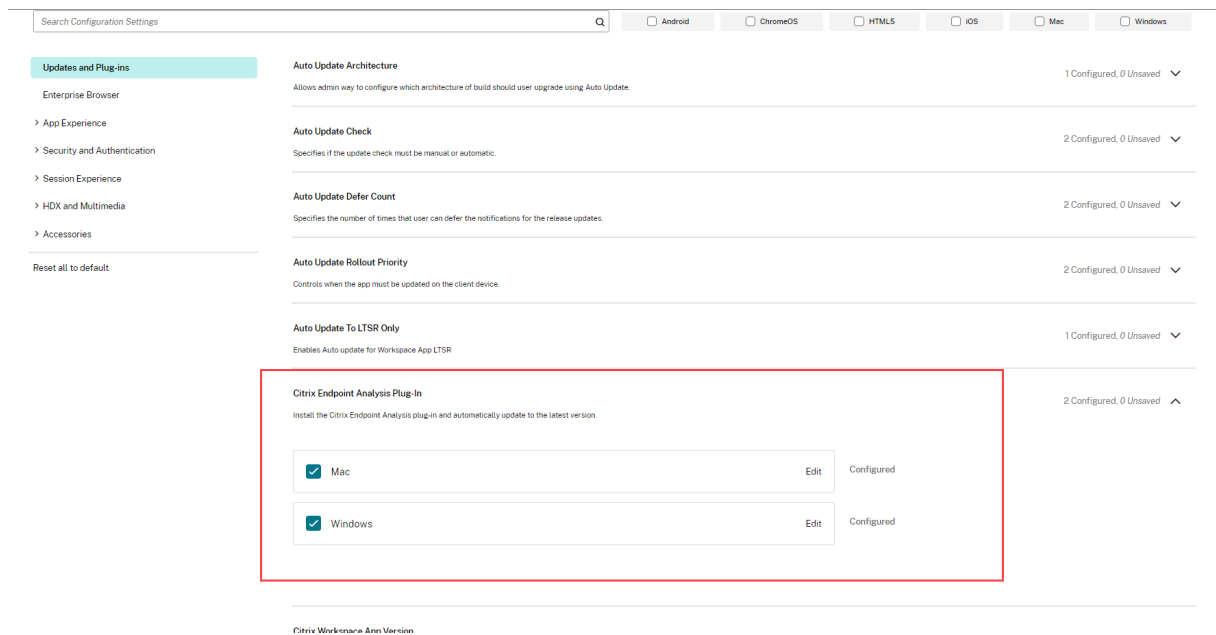 Search Configuration Settings
Android
ChromeOS
HTML5
iOS
Mac
Windows
Updates and Plug-ins
Enterprise Browser
App Experience
Security and Authentication
Session Experience
HDX and Multimedia
Accessories
Reset all to default
Auto Update Architecture
1 Configured, 0 Unsaved
Allows admin way to configure which architecture of build should user upgrade using Auto Update.
Auto Update Check
2 Configured, 0 Unsaved
Specifies if the update check must be manual or automatic.
Auto Update Defer Count
2 Configured, 0 Unsaved
Specifies the number of times that user can defer the notifications for the release updates.
Auto Update Rollout Priority
2 Configured, 0 Unsaved
Controls when the app must be updated on the client device.
Auto Update To LTSR Only
1 Configured, 0 Unsaved
Enables Auto update for Workspace App LTSR
Citrix Endpoint Analysis Plug-In
2 Configured, 0 Unsaved
Install the Citrix Endpoint Analysis plug-in and automatically update to the latest version.
Mac
Edit
Configured
Windows
Edit
Configured
Citrix Workspace App Version